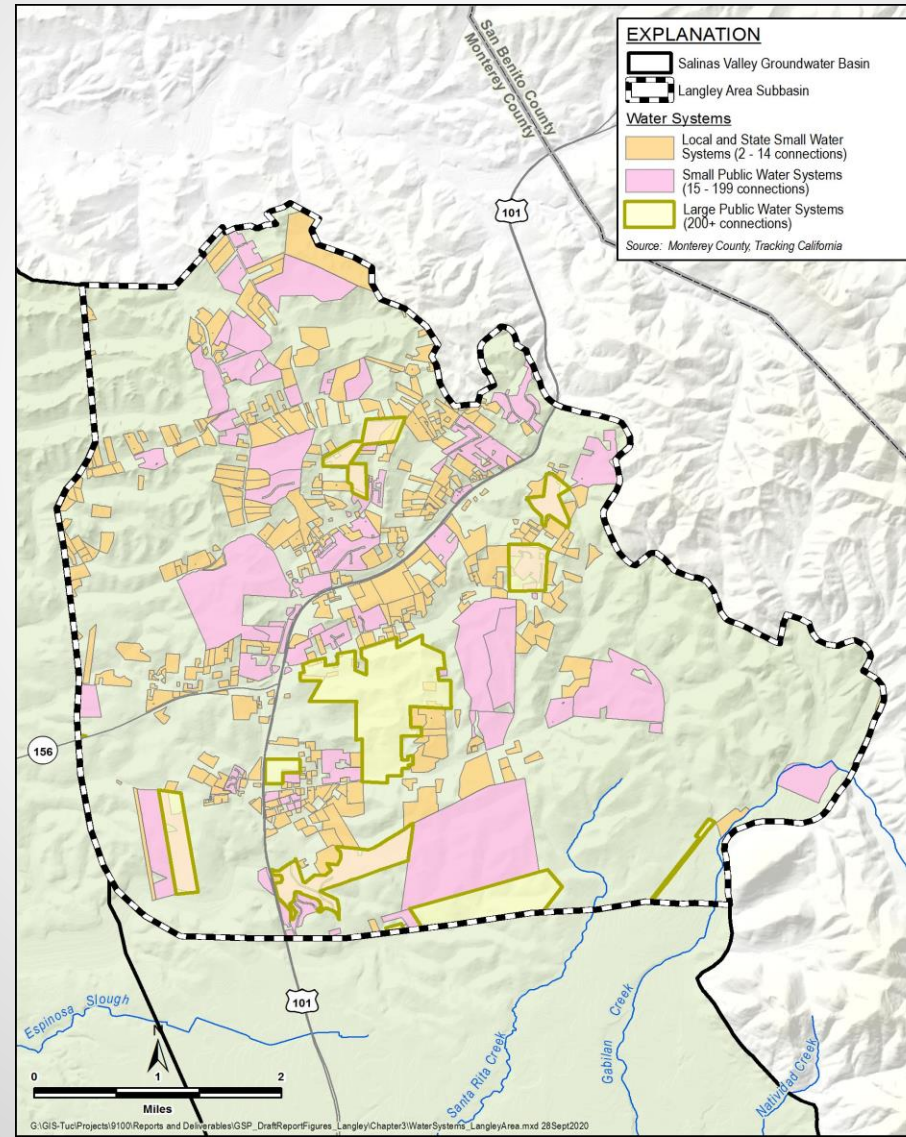 EXPLANATION
Salinas Valley Groundwater Basin
Langley Area Subbasin
Water Systems
Local and State Small Water
Systems (2 - 14 connections)
Small Public Water Systems
(15 - 199 connections)
Large Public Water Systems
(200+ connections)
Source: Monterey County, Tracking California
San Benito County
Monterey County
101
156
101
Espinosa Slough
Santa Rita Creek
Gabilan Creek
Natividad Creek
N
0 1 2
Miles
G:\GIS-Tuc\Projects\9100\Reports and Deliverables\GSP_DraftReportFigures_Langley\Chapter3\WaterSystems_LangleyArea.mxd 28Sept2020